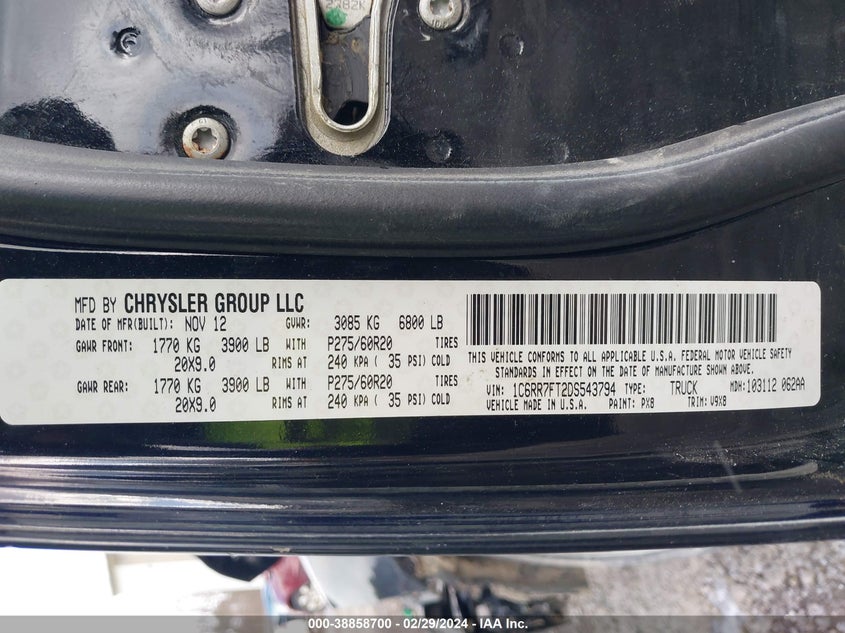 MFD BY CHRYSLER GROUP LLC
DATE OF MFR(BUILT): NOV 12 GVWR: 3085 KG 6800 LB
GAWR FRONT: 1770 KG 3900 LB WITH P275/60R20 TIRES
20X9.0 RIMS AT 240 KPA ( 35 PSI) COLD
GAWR REAR: 1770 KG 3900 LB WITH P275/60R20 TIRES
20X9.0 RIMS AT 240 KPA ( 35 PSI) COLD
THIS VEHICLE CONFORMS TO ALL APPLICABLE U.S.A. FEDERAL MOTOR VEHICLE SAFETY
STANDARDS IN EFFECT ON THE DATE OF MANUFACTURE SHOWN ABOVE.
VIN: 1C6RR7FT2DS543794 TYPE: TRUCK MDH: 103112 062AA
VEHICLE MADE IN U.S.A. PAINT: PX8 TRIM: V9X8
000-38858700 - 02/29/2024 - IAA Inc.